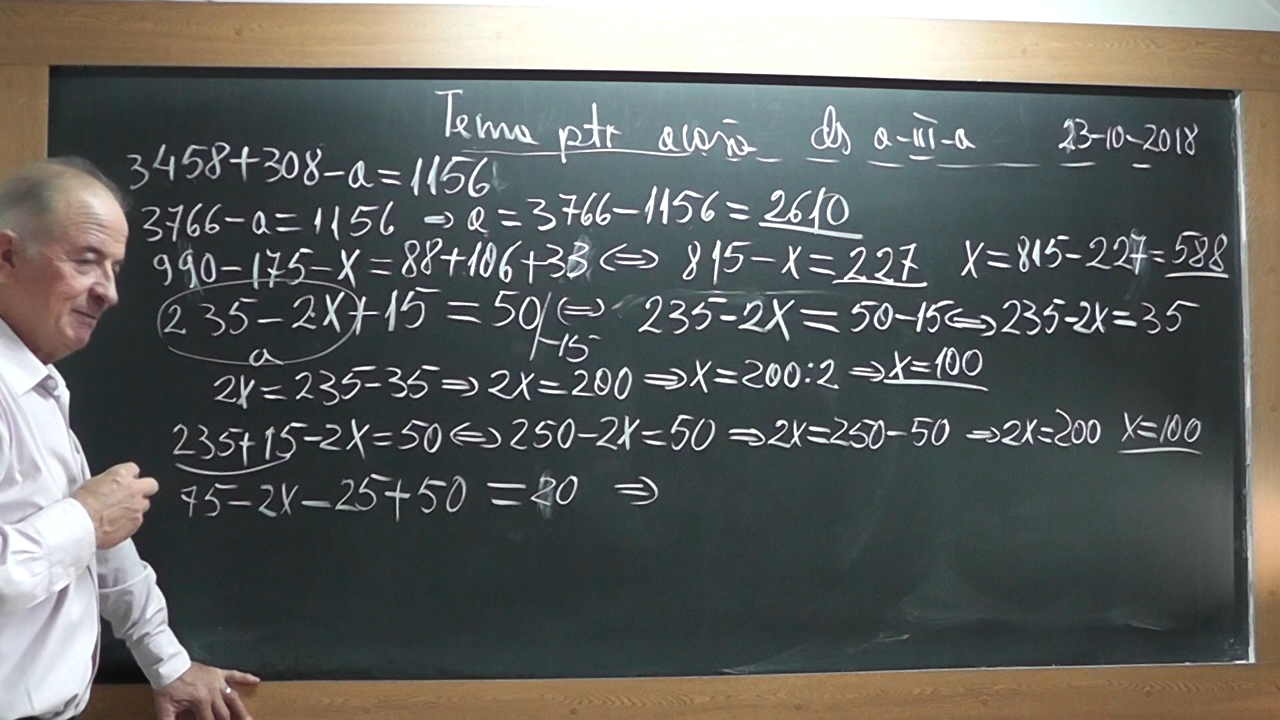 Tema ptr acasă cls a-III-a 23-10-2018
3458+308-a=1156
3766-a=1156 ⇒ a=3766-1156=2610
990-175-x=88+106+33 ⇔ 815-x=227 x=815-227=588
235-2x+15=50/-15 ⇔ 235-2x=50-15 ⇔ 235-2x=35
a
2x=235-35 ⇒ 2x=200 ⇒ x=200:2 ⇒ x=100
235+15-2x=50 ⇔ 250-2x=50 ⇒ 2x=250-50 ⇒ 2x=200 x=100
75-2x-25+50=20 ⇒